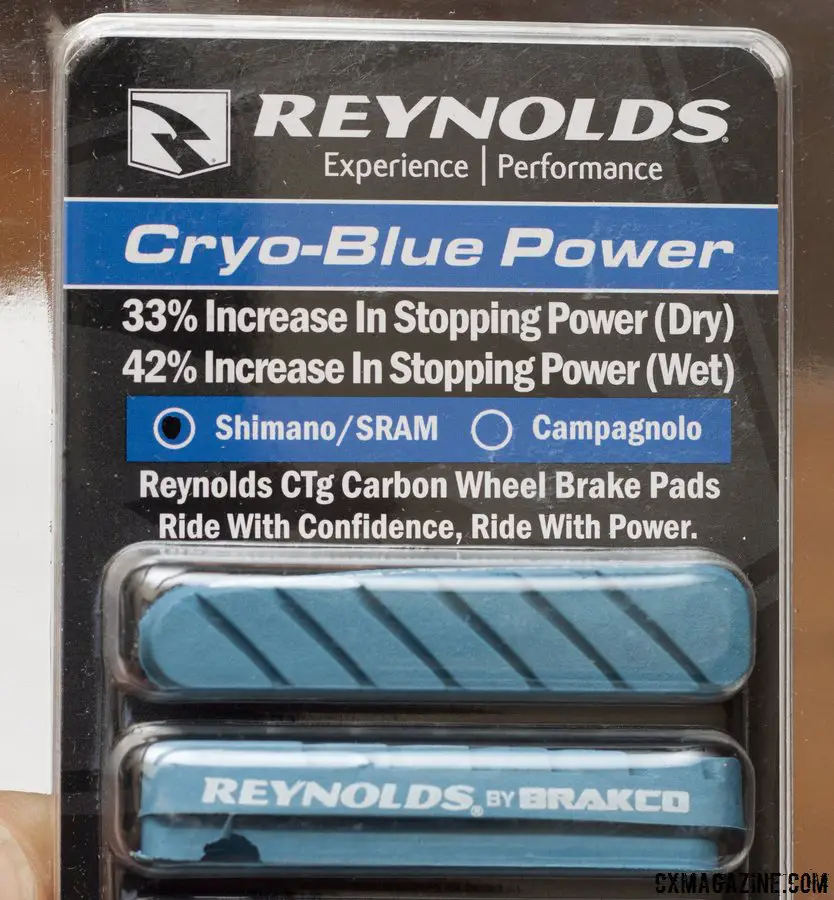 REYNOLDS®
Experience | Performance
Cryo-Blue Power
33% Increase In Stopping Power (Dry)
42% Increase In Stopping Power (Wet)
Shimano/SRAM Campagnolo
Reynolds CTg Carbon Wheel Brake Pads
Ride With Confidence, Ride With Power.
REYNOLDS® BY BRAKCO
CXMAGAZINE.COM